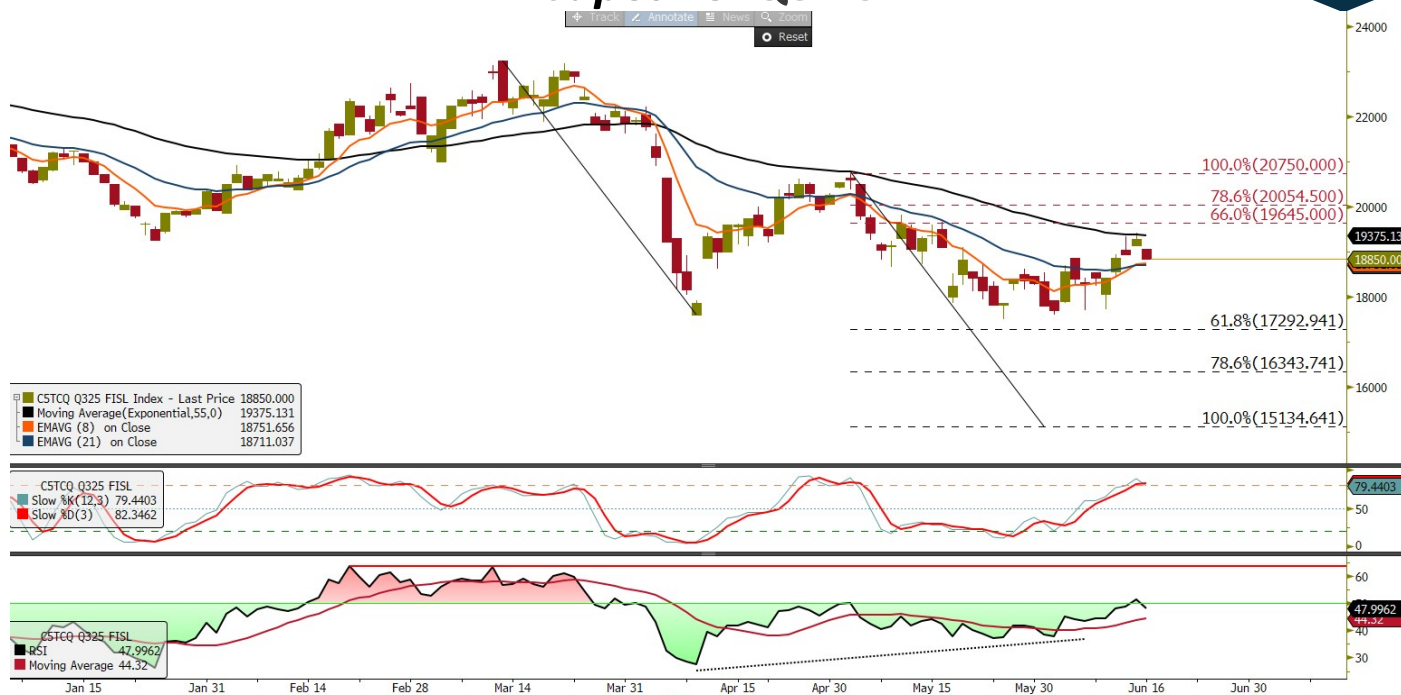 Track Annotate News Zoom
Reset
24000
22000
100.0%(20750.000)
78.6%(20054.500)
20000
66.0%(19645.000)
19375.13
18850.00
18000
61.8%(17292.941)
78.6%(16343.741)
16000
100.0%(15134.641)
C5TCQ Q325 FISL Index - Last Price 18850.000
Moving Average(Exponential,55,0) 19375.131
EMAVG (8) on Close 18751.656
EMAVG (21) on Close 18711.037
C5TCQ Q325 FISL
Slow %K(12,3) 79.4403
Slow %D(3) 82.3462
79.4403
50
0
60
47.9962
44.32
40
30
C5TCQ Q325 FISL
RSI 47.9962
Moving Average 44.32
Jan 15 Jan 31 Feb 14 Feb 28 Mar 14 Mar 31 Apr 15 Apr 30 May 15 May 30 Jun 16 Jun 30